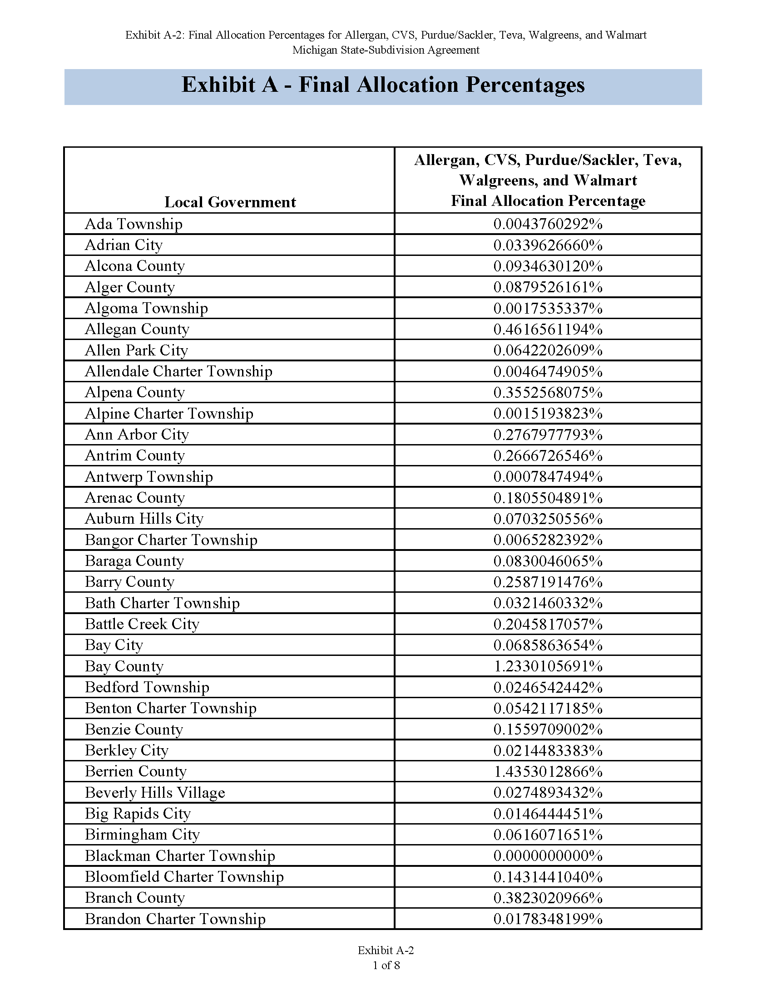 Exhibit A-2: Final Allocation Percentages for Allergan, CVS, Purdue/Sackler, Teva, Walgreens, and Walmart
Michigan State-Subdivision Agreement
Exhibit A - Final Allocation Percentages
Local Government
Allergan, CVS, Purdue/Sackler, Teva,
Walgreens, and Walmart
Final Allocation Percentage
Ada Township 0.0043760292%
Adrian City 0.0339626660%
Alcona County 0.0934630120%
Alger County 0.0879526161%
Algoma Township 0.0017535337%
Allegan County 0.4616561194%
Allen Park City 0.0642202609%
Allendale Charter Township 0.0046474905%
Alpena County 0.3552568075%
Alpine Charter Township 0.0015193823%
Ann Arbor City 0.2767977793%
Antrim County 0.2666726546%
Antwerp Township 0.0007847494%
Arenac County 0.1805504891%
Auburn Hills City 0.0703250556%
Bangor Charter Township 0.0065282392%
Baraga County 0.0830046065%
Barry County 0.2587191476%
Bath Charter Township 0.0321460332%
Battle Creek City 0.2045817057%
Bay City 0.0685863654%
Bay County 1.2330105691%
Bedford Township 0.0246542442%
Benton Charter Township 0.0542117185%
Benzie County 0.1559709002%
Berkley City 0.0214483383%
Berrien County 1.4353012866%
Beverly Hills Village 0.0274893432%
Big Rapids City 0.0146444451%
Birmingham City 0.0616071651%
Blackman Charter Township 0.0000000000%
Bloomfield Charter Township 0.1431441040%
Branch County 0.3823020966%
Brandon Charter Township 0.0178348199%
Exhibit A-2
1 of 8